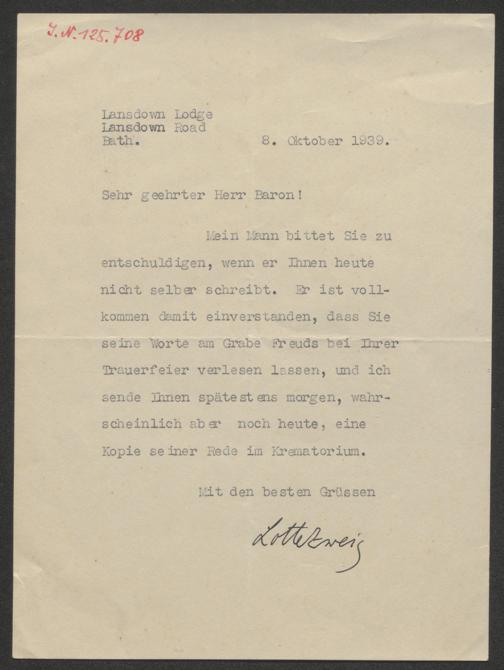 I.N.125.708
Lansdown Lodge
Lansdown Road
Bath.
8. Oktober 1939.
Sehr geehrter Herr Baron!
Mein Mann bittet Sie zu
entschuldigen, wenn er Ihnen heute
nicht selber schreibt. Er ist voll-
kommen damit einverstanden, dass Sie
seine Worte am Grabe Freuds bei Ihrer
Trauerfeier verlesen lassen, und ich
sende Ihnen spätestens morgen, wahr-
scheinlich aber noch heute, eine
Kopie seiner Rede im Krematorium.
Mit den besten Grüssen
Lotte Zweig